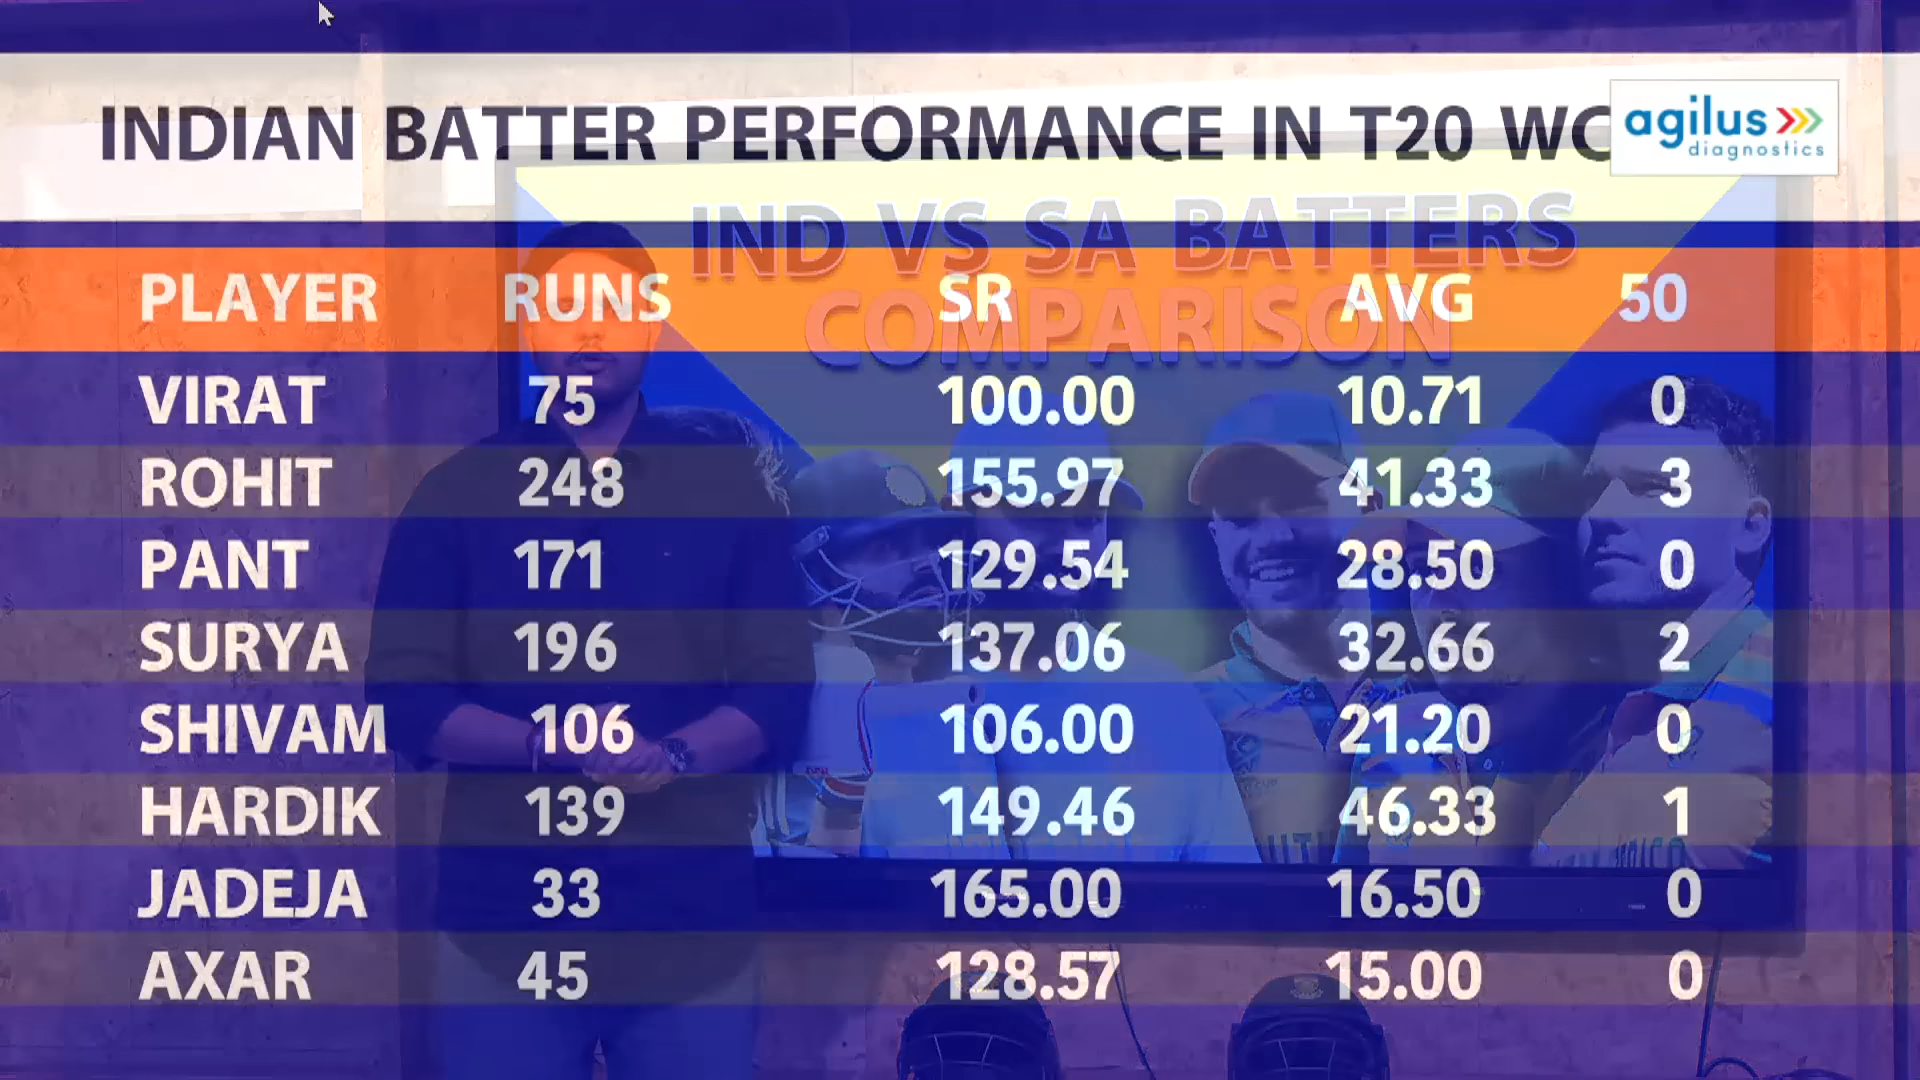 INDIAN BATTER PERFORMANCE IN T20 WC
agilus
diagnostics
IND VS SA BATTERS
COMPARISON
PLAYER RUNS SR AVG 50
VIRAT 75 100.00 10.71 0
ROHIT 248 155.97 41.33 3
PANT 171 129.54 28.50 0
SURYA 196 137.06 32.66 2
SHIVAM 106 106.00 21.20 0
HARDIK 139 149.46 46.33 1
JADEJA 33 165.00 16.50 0
AXAR 45 128.57 15.00 0